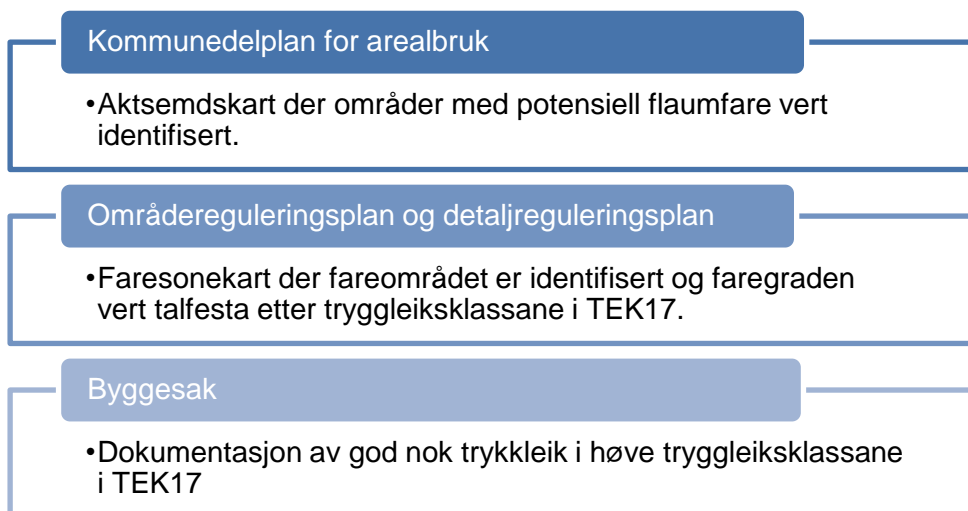 Kommunedelplan for arealbruk
•Aktsemdskart der områder med potensiell flaumfare vert
identifisert.
Områdereguleringsplan og detaljreguleringsplan
•Faresonekart der fareområdet er identifisert og faregraden
vert talfesta etter tryggleiksklassane i TEK17.
Byggesak
•Dokumentasjon av god nok trykkleik i høve tryggleiksklassane
i TEK17